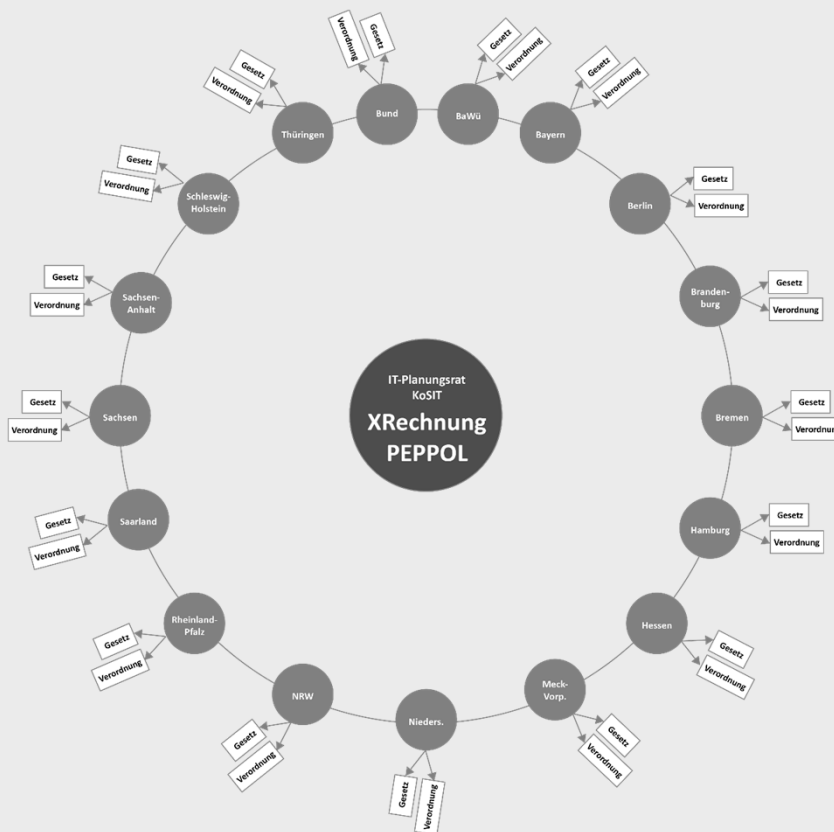 Verordnung
Gesetz
Bund
Gesetz
Verordnung
BaWü
Gesetz
Verordnung
Bayern
Gesetz
Verordnung
Berlin
Gesetz
Verordnung
Branden-
burg
Gesetz
Verordnung
Bremen
Gesetz
Verordnung
Hamburg
Gesetz
Verordnung
Hessen
Gesetz
Verordnung
Meck-
Vorp.
Gesetz
Verordnung
Nieders.
Gesetz
Verordnung
NRW
Gesetz
Verordnung
Rheinland-
Pfalz
Gesetz
Verordnung
Saarland
Gesetz
Verordnung
Sachsen
Gesetz
Verordnung
Sachsen-
Anhalt
Gesetz
Verordnung
Schleswig-
Holstein
Gesetz
Verordnung
Thüringen
IT-Planungsrat
KoSIT
XRechnung
PEPPOL